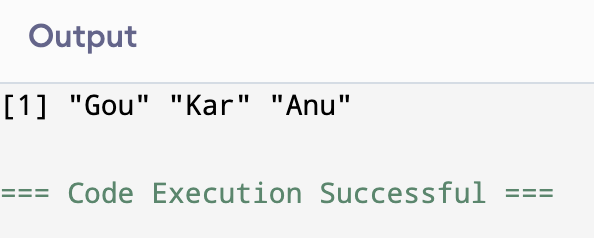 Output
[1] "Gou" "Kar" "Anu"
=== Code Execution Successful ===